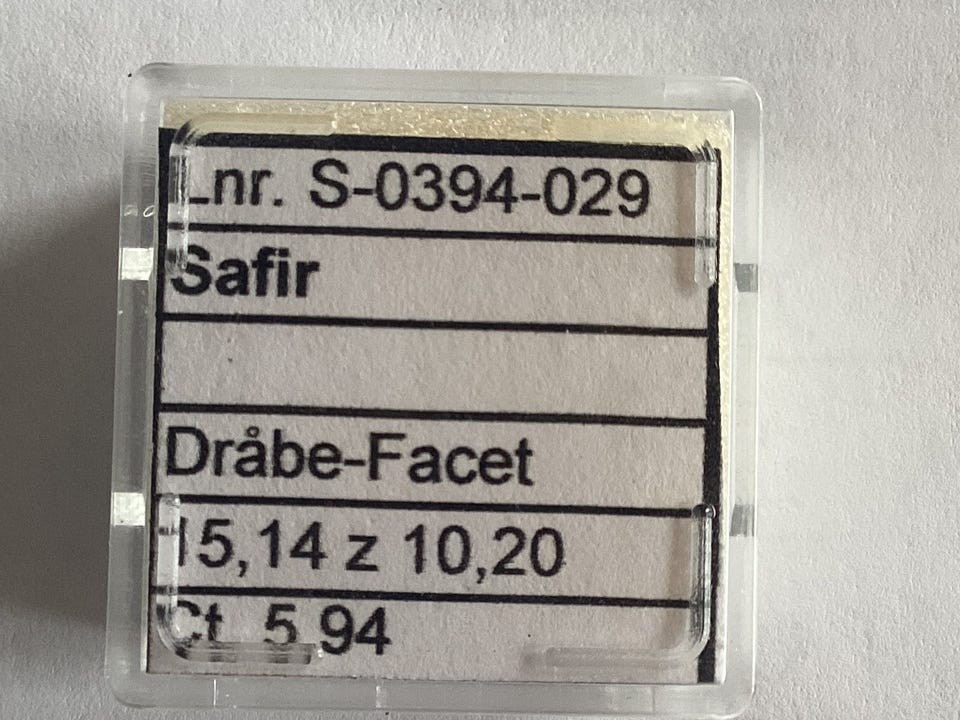 Lnr. S-0394-029
Safir
Dråbe-Facet
15,14 z 10,20
Ct. 5,94